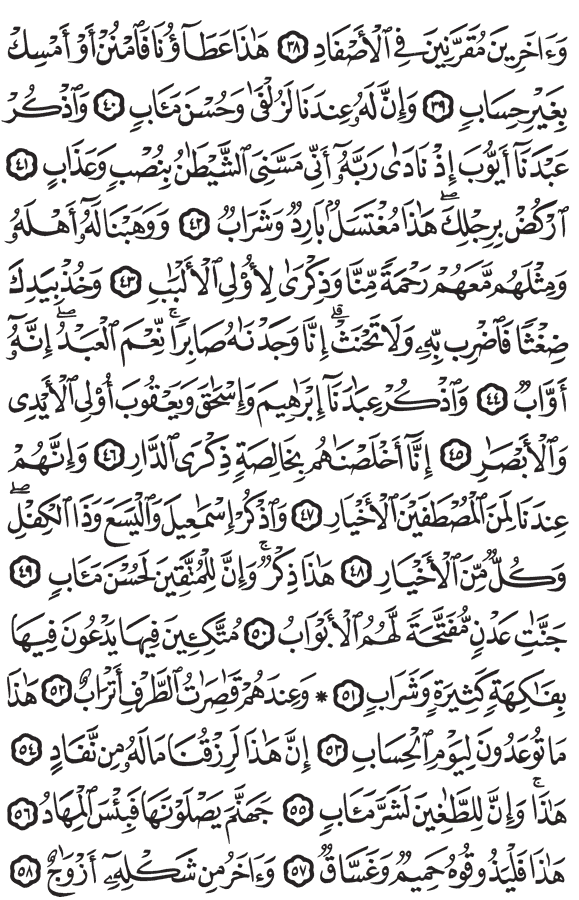 وَءَاخَرِينَ مُقَرَّنِينَ فِي ٱلۡأَصۡفَادِ ٣٨ هَٰذَا عَطَآؤُنَا فَٱمۡنُنۡ أَوۡ أَمۡسِكۡ
بِغَيۡرِ حِسَابٖ ٣٩ وَإِنَّ لَهُۥ عِندَنَا لَزُلۡفَىٰ وَحُسۡنَ مَـَٔابٖ ٤٠ وَٱذۡكُرۡ
عَبۡدَنَآ أَيُّوبَ إِذۡ نَادَىٰ رَبَّهُۥٓ أَنِّي مَسَّنِيَ ٱلشَّيۡطَٰنُ بِنُصۡبٖ وَعَذَابٍ ٤١
ٱرۡكُضۡ بِرِجۡلِكَۖ هَٰذَا مُغۡتَسَلُۢ بَارِدٞ وَشَرَابٞ ٤٢ وَوَهَبۡنَا لَهُۥٓ أَهۡلَهُۥ
وَمِثۡلَهُم مَّعَهُمۡ رَحۡمَةٗ مِّنَّا وَذِكۡرَىٰ لِأُوْلِي ٱلۡأَلۡبَٰبِ ٤٣ وَخُذۡ بِيَدِكَ
ضِغۡثٗا فَٱضۡرِب بِّهِۦ وَلَا تَحۡنَثۡۗ إِنَّا وَجَدۡنَٰهُ صَابِرٗاۚ نِّعۡمَ ٱلۡعَبۡدُ إِنَّهُۥٓ
أَوَّابٞ ٤٤ وَٱذۡكُرۡ عِبَٰدَنَآ إِبۡرَٰهِيمَ وَإِسۡحَٰقَ وَيَعۡقُوبَ أُوْلِي ٱلۡأَيۡدِي
وَٱلۡأَبۡصَٰرِ ٤٥ إِنَّآ أَخۡلَصۡنَٰهُم بِخَالِصَةٖ ذِكۡرَى ٱلدَّارِ ٤٦ وَإِنَّهُمۡ
عِندَنَا لَمِنَ ٱلۡمُصۡطَفَيۡنَ ٱلۡأَخۡيَارِ ٤٧ وَٱذۡكُرۡ إِسۡمَٰعِيلَ وَٱلۡيَسَعَ وَذَا ٱلۡكِفۡلِۖ
وَكُلّٞ مِّنَ ٱلۡأَخۡيَارِ ٤٨ هَٰذَا ذِكۡرٞۚ وَإِنَّ لِلۡمُتَّقِينَ لَحُسۡنَ مَـَٔابٖ ٤٩
جَنَّٰتِ عَدۡنٖ مُّفَتَّحَةٗ لَّهُمُ ٱلۡأَبۡوَٰبُ ٥٠ مُتَّكِـِٔينَ فِيهَا يَدۡعُونَ فِيهَا
بِفَٰكِهَةٖ كَثِيرَةٖ وَشَرَابٖ ٥١ * وَعِندَهُمۡ قَٰصِرَٰتُ ٱلطَّرۡفِ أَتۡرَابٌ ٥٢ هَٰذَا
مَا تُوعَدُونَ لِيَوۡمِ ٱلۡحِسَابِ ٥٣ إِنَّ هَٰذَا لَرِزۡقُنَا مَا لَهُۥ مِن نَّفَادٍ ٥٤
هَٰذَاۚ وَإِنَّ لِلطَّٰغِينَ لَشَرَّ مَـَٔابٖ ٥٥ جَهَنَّمَ يَصۡلَوۡنَهَا فَبِئۡسَ ٱلۡمِهَادُ ٥٦
هَٰذَا فَلۡيَذُوقُوهُ حَمِيمٞ وَغَسَّاقٞ ٥٧ وَءَاخَرُ مِن شَكۡلِهِۦٓ أَزۡوَٰجٌ ٥٨